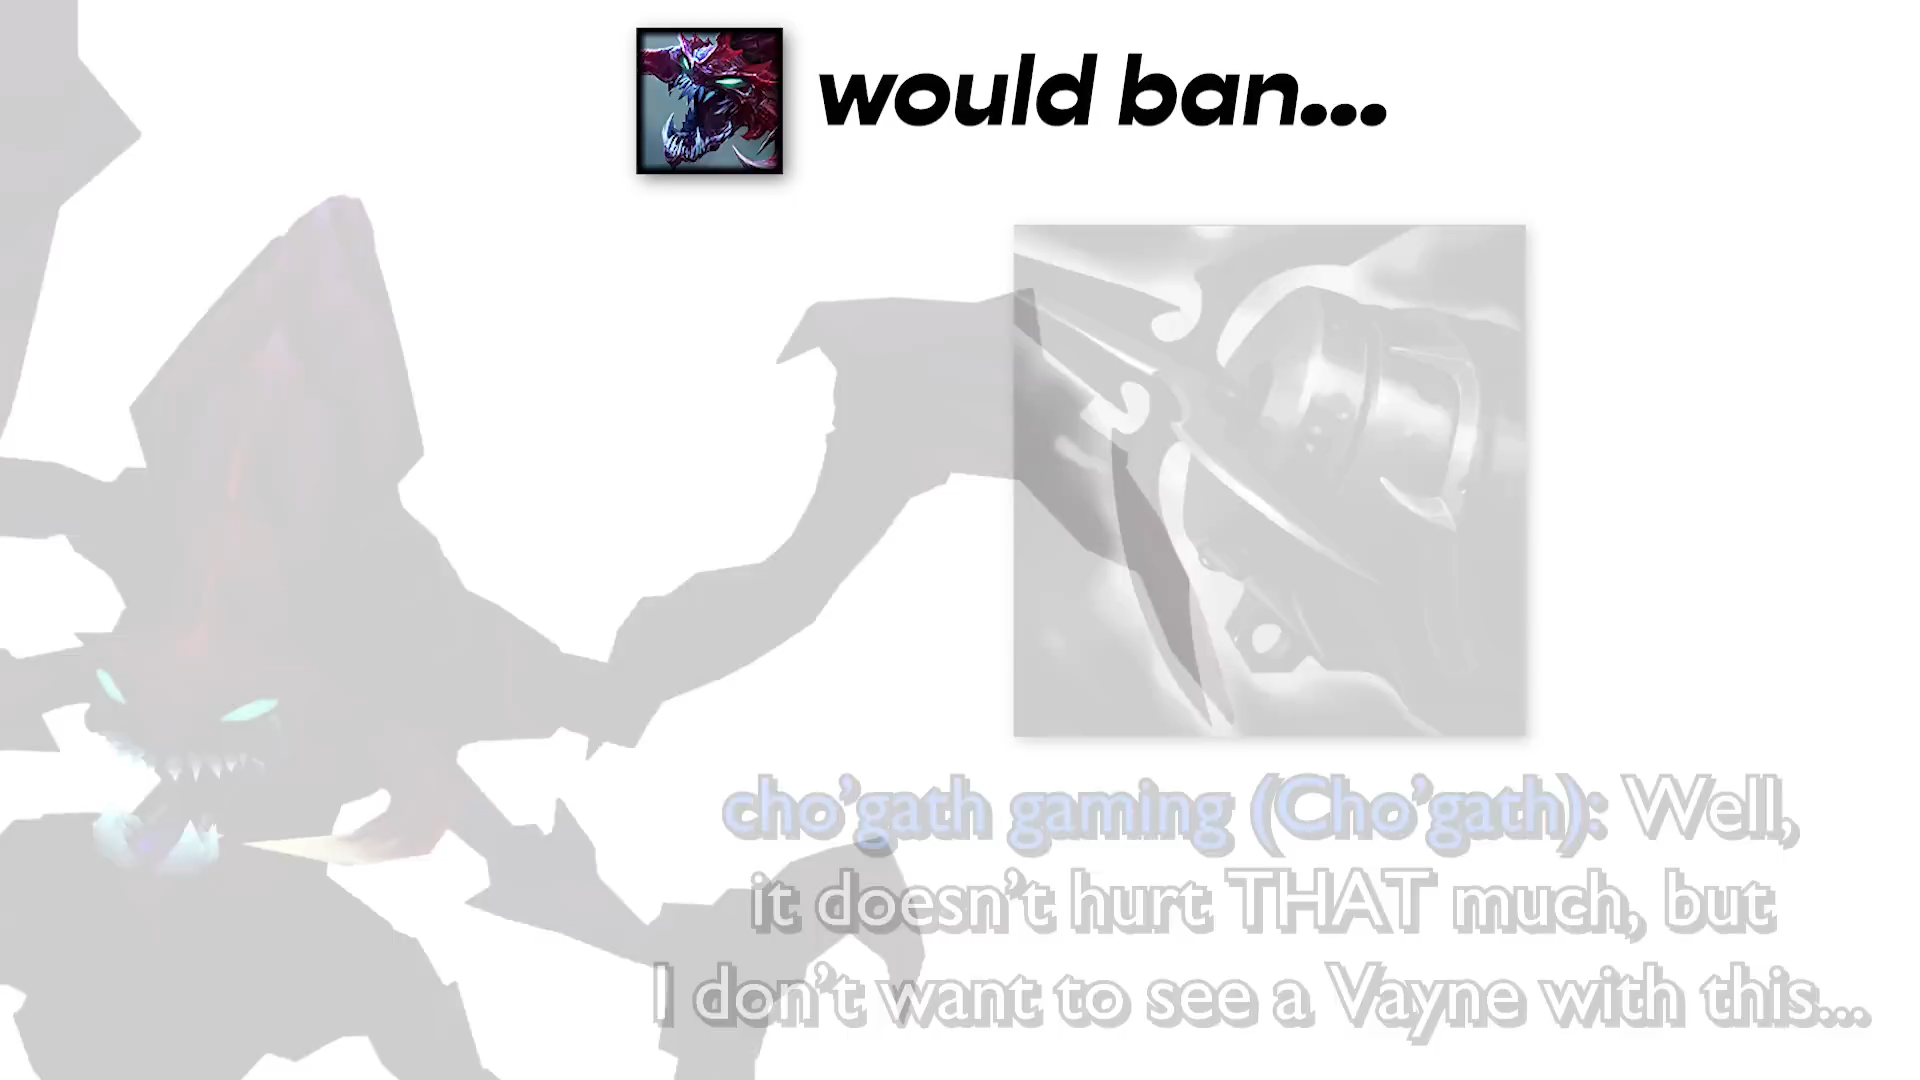 would ban...
cho'gath gaming (Cho'gath): Well,
it doesn't hurt THAT much, but
I don't want to see a Vayne with this...